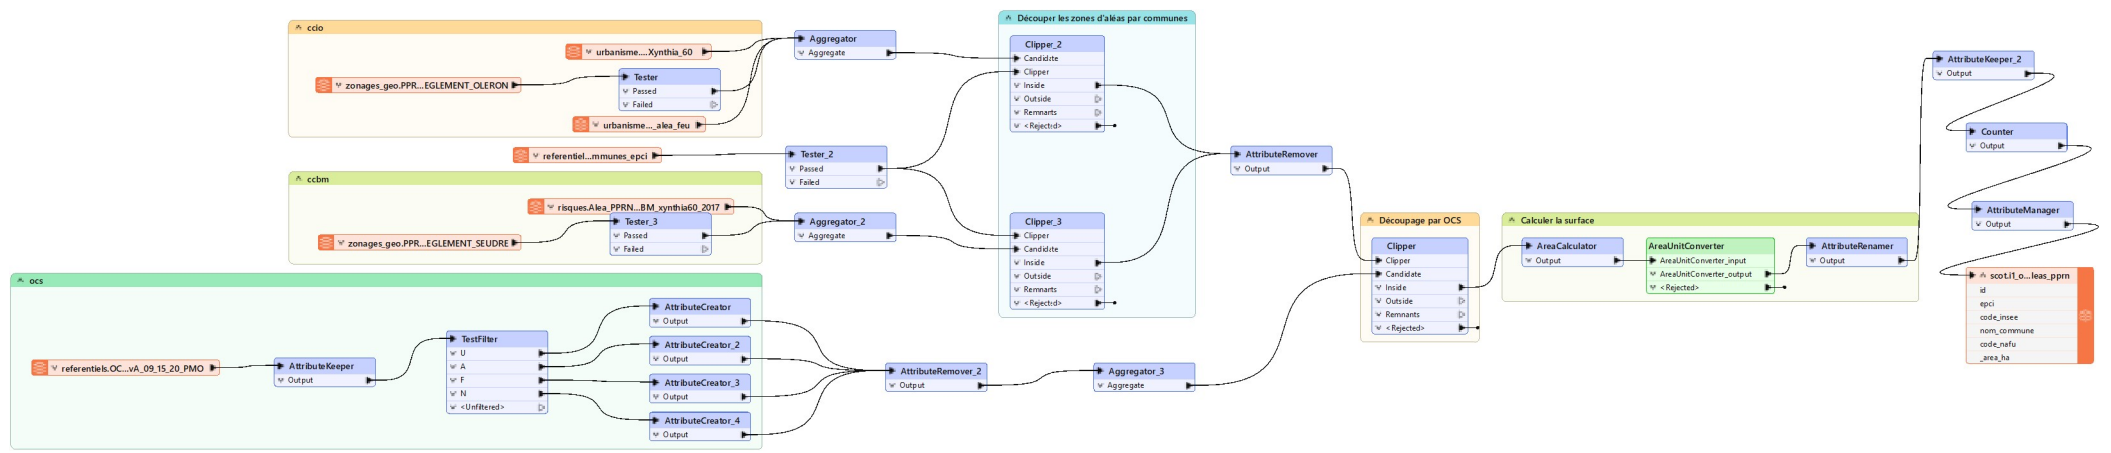 ccio
urbanisme....Xynthia_60
zonages_geo.PPR...EGLEMENT_OLERON
Tester
Passed
Failed
urbanisme..._alea_feu
Aggregator
Aggregate
referentiel...mmunes_epci
Tester_2
Passed
Failed
ccbm
risques.Alea_PPRN...BM_xynthia60_2017
zonages_geo.PPR...EGLEMENT_SEUDRE
Tester_3
Passed
Failed
Aggregator_2
Aggregate
ocs
referentiels.OC...vA_09_15_20_PMO
AttributeKeeper
Output
TestFilter
U
A
F
N
<Unfiltered>
AttributeCreator
Output
AttributeCreator_2
Output
AttributeCreator_3
Output
AttributeCreator_4
Output
AttributeRemover_2
Output
Aggregator_3
Aggregate
Découper les zones d'aléas par communes
Clipper_2
Candidate
Clipper
Inside
Outside
Remnants
<Rejected>
Clipper_3
Clipper
Candidate
Inside
Outside
Remnants
<Rejected>
AttributeRemover
Output
Découpage par OCS
Clipper
Clipper
Candidate
Inside
Outside
Remnants
<Rejected>
Calculer la surface
AreaCalculator
Output
AreaUnitConverter
AreaUnitConverter_input
AreaUnitConverter_output
<Rejected>
AttributeRenamer
Output
AttributeKeeper_2
Output
Counter
Output
AttributeManager
Output
scot.i1_o...leas_pprn
id
epci
code_insee
nom_commune
code_nafu
_area_ha